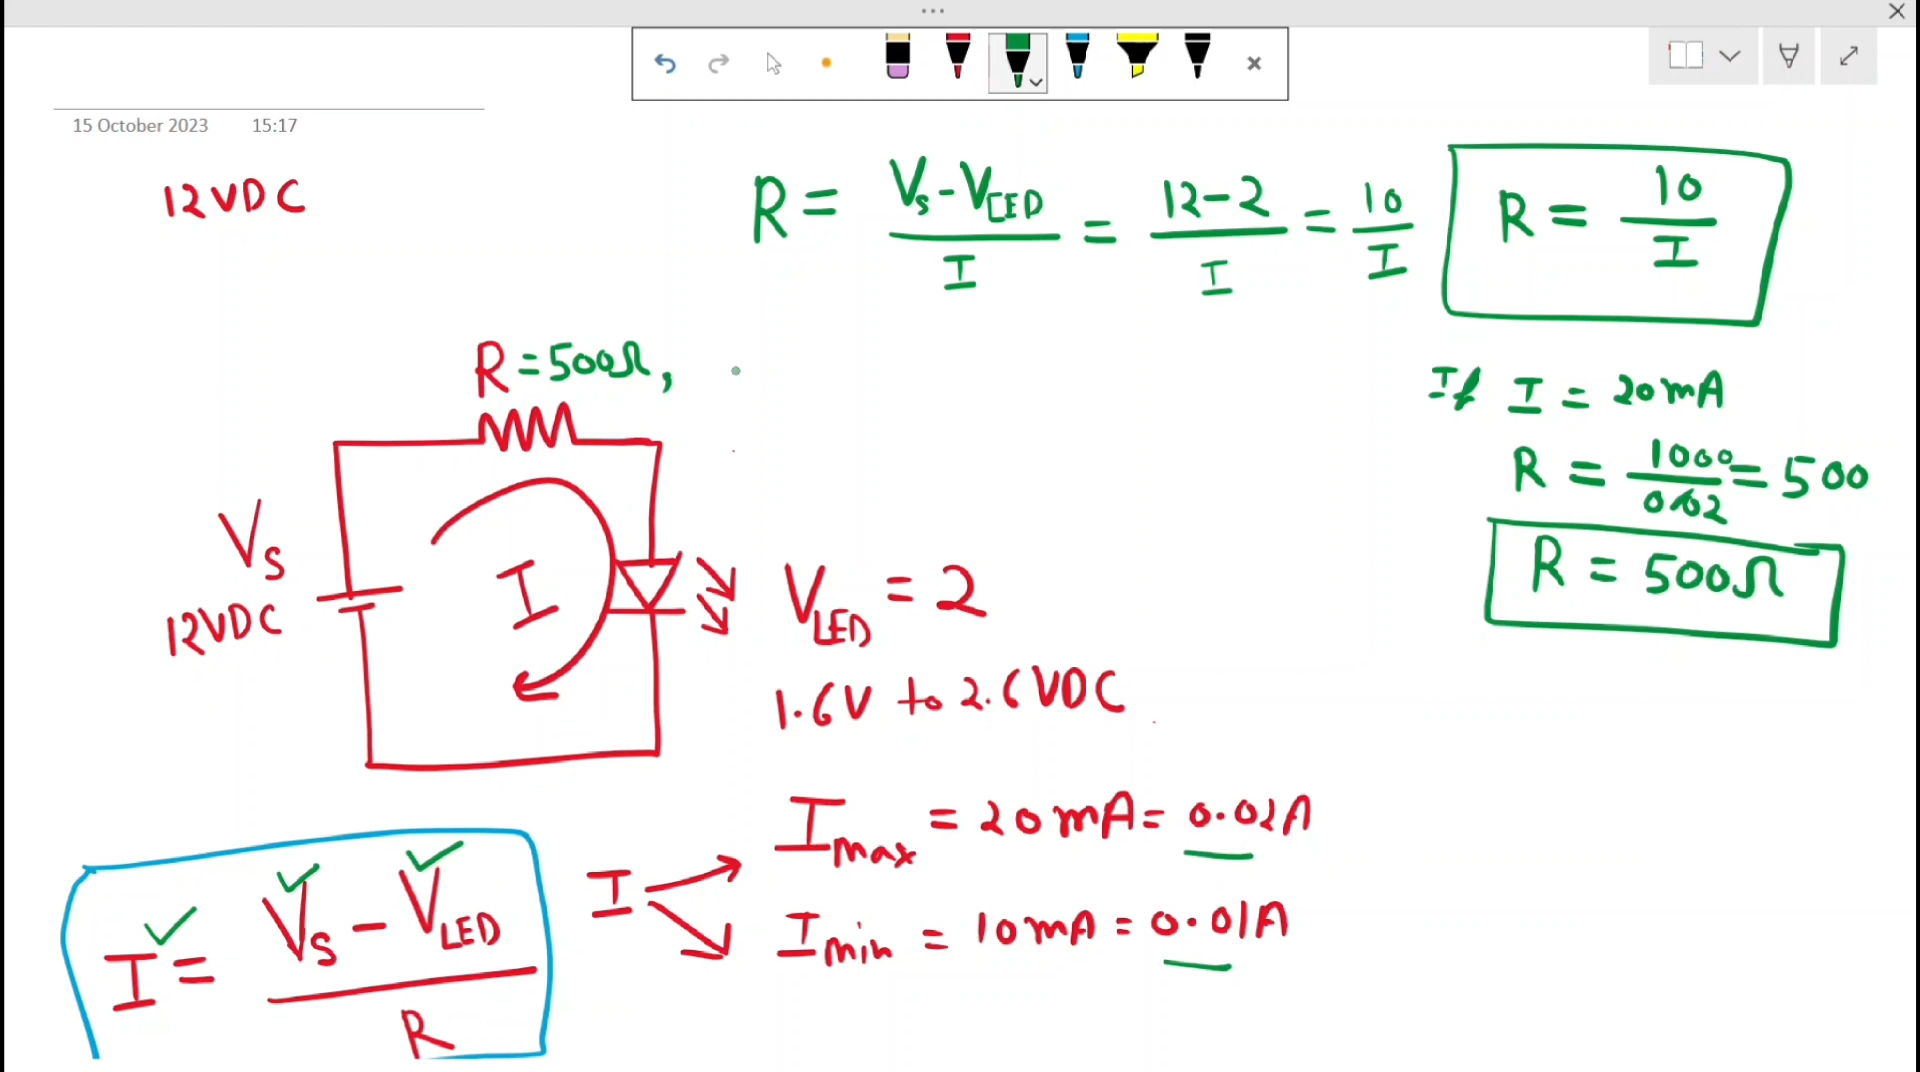 15 October 2023 15:17
12VDC
R = Vs - VLED / I = 12-2 / I = 10 / I
R = 10 / I
R = 500Ω,
If I = 20mA
R = 1000 / 0.02 = 500
R = 500Ω
Vs
12VDC
I
VLED = 2
1.6V to 2.6VDC
I
Imax = 20mA = 0.02A
Imin = 10mA = 0.01A
I = Vs - VLED / R